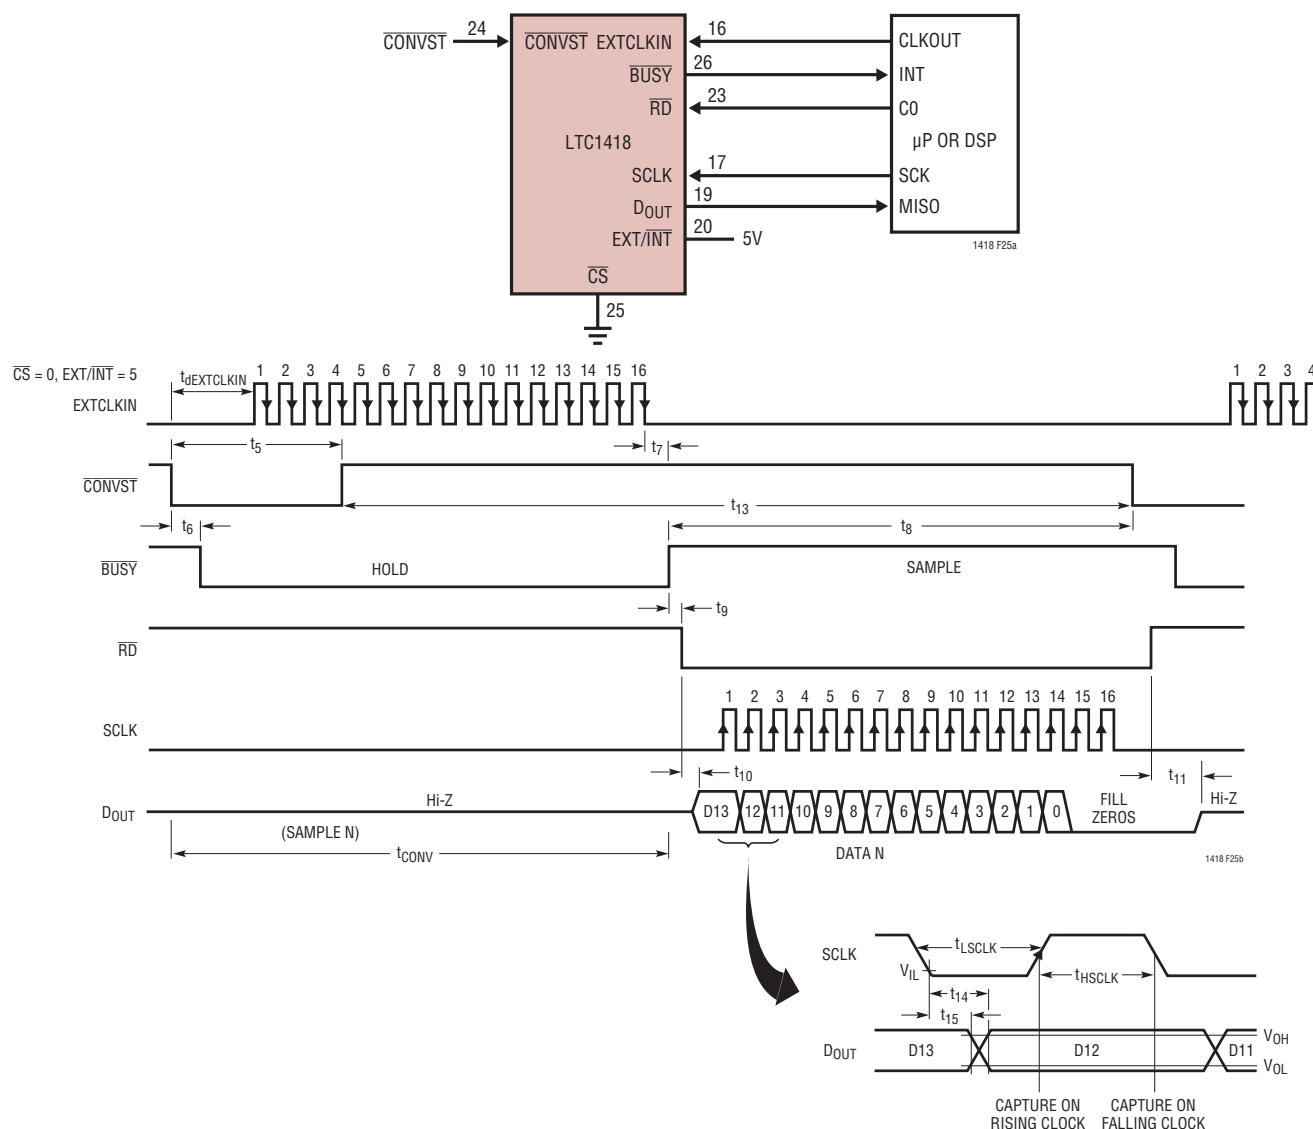 CONVST 24 CONVST EXTCLKIN 16 CLKOUT
BUSY 26 INT
RD 23 C0
LTC1418 µP OR DSP
SCLK 17 SCK
DOUT 19 MISO
EXT/INT 20 5V
1418 F25a
CS
25
CS = 0, EXT/INT = 5
EXTCLKIN
tdEXTCLKIN
1 2 3 4 5 6 7 8 9 10 11 12 13 14 15 16 1 2 3 4
t5
t7
CONVST
t13
t6
t8
BUSY
HOLD
SAMPLE
t9
RD
1 2 3 4 5 6 7 8 9 10 11 12 13 14 15 16
SCLK
t10
t11
DOUT
Hi-Z
D13 12 11 10 9 8 7 6 5 4 3 2 1 0
FILL
ZEROS
Hi-Z
(SAMPLE N)
tCONV
DATA N
1418 F25b
SCLK
tLSCLK
VIL
tHSCLK
t14
t15
DOUT
D13
D12
D11
VOH
VOL
CAPTURE ON
RISING CLOCK
CAPTURE ON
FALLING CLOCK